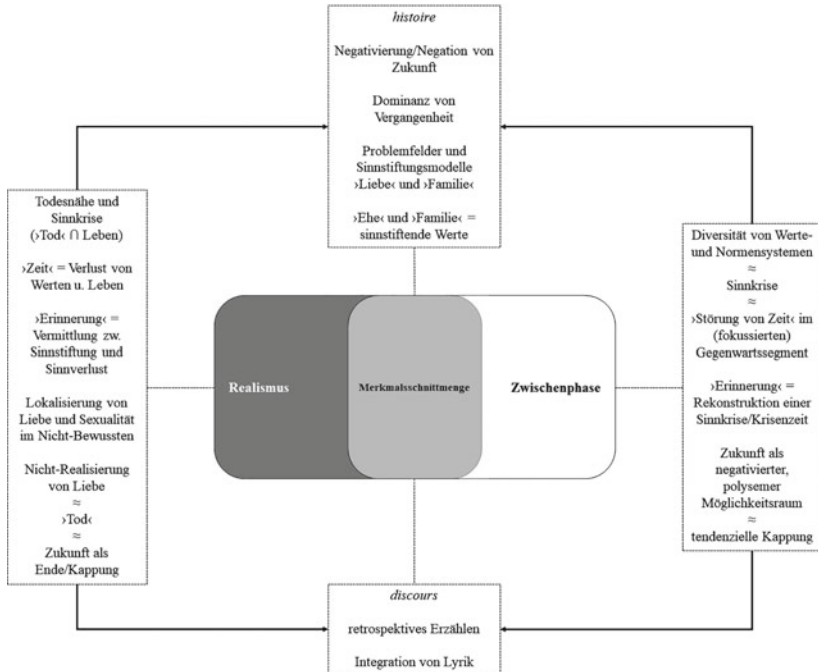 histoire
Negativierung/Negation von
Zukunft
Dominanz von
Vergangenheit
Problemfelder und
Sinnstiftungsmodelle
›Liebe‹ und ›Familie‹
›Ehe‹ und ›Familie‹ =
sinnstiftende Werte
Todesnähe und
Sinnkrise
(›Tod‹ ∩ Leben)
›Zeit‹ = Verlust von
Werten u. Leben
›Erinnerung‹ =
Vermittlung zw.
Sinnstiftung und
Sinnverlust
Lokalisierung von
Liebe und Sexualität
im Nicht-Bewussten
Nicht-Realisierung
von Liebe
≈
›Tod‹
≈
Zukunft als
Ende/Kappung
Realismus
Merkmalsschnittmenge
Zwischenphase
Diversität von Werte-
und Normensystemen
≈
Sinnkrise
≈
›Störung von Zeit‹ im
(fokussierten)
Gegenwartssegment
›Erinnerung‹ =
Rekonstruktion einer
Sinnkrise/Krisenzeit
Zukunft als
negativierter,
polysemer
Möglichkeitsraum
≈
tendenzielle Kappung
discours
retrospektives Erzählen
Integration von Lyrik